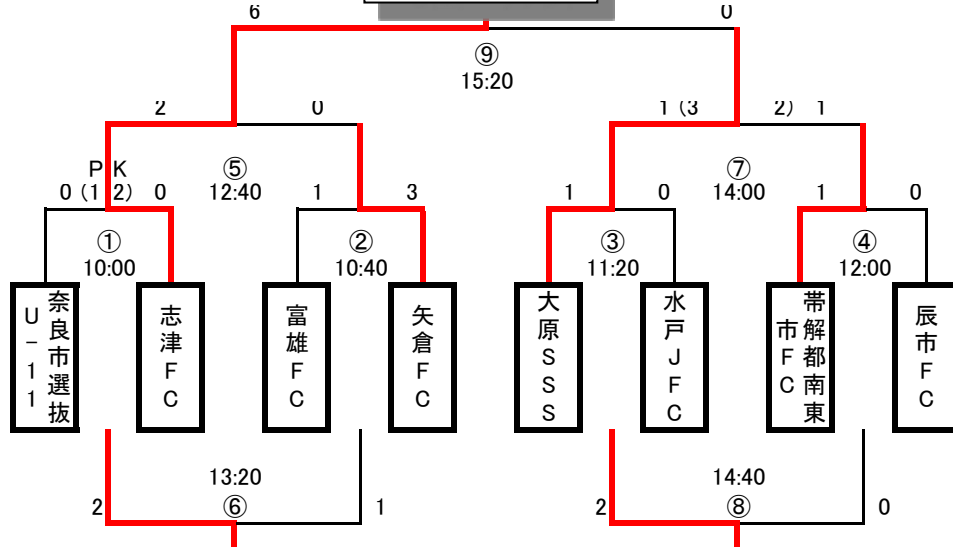 6 0
⑨
15:20
2 0 1 (3 2) 1
P K
⑤ ⑦
0 (1 2) 0 12:40 1 3 1 0 14:00 1 0
① ② ③ ④
10:00 10:40 11:20 12:00
奈良市選抜
U-11
志津FC
富雄FC
矢倉FC
大原SSS
水戸JFC
帯解都南東
市FC
辰市FC
13:20 14:40
2 ⑥ 1 2 ⑧ 0